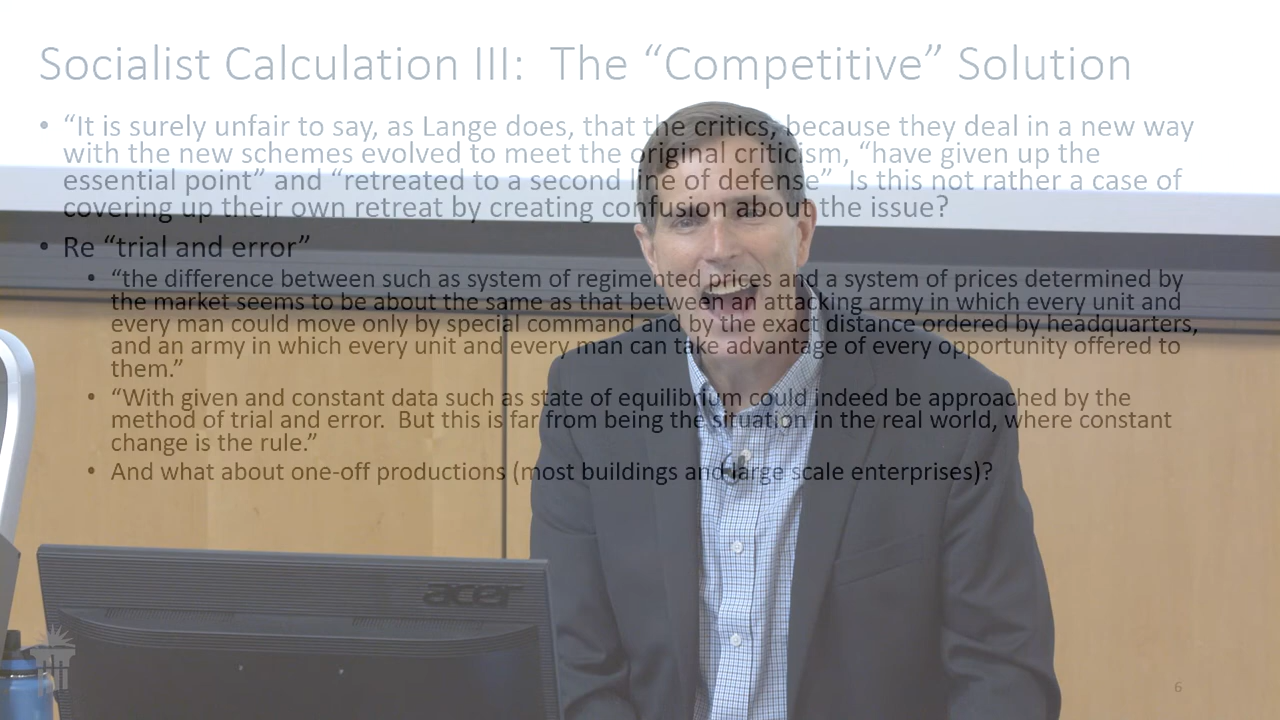 Socialist Calculation III: The “Competitive” Solution
• “It is surely unfair to say, as Lange does, that the critics, because they deal in a new way
with the new schemes evolved to meet the original criticism, “have given up the
essential point” and “retreated to a second line of defense” Is this not rather a case of
covering up their own retreat by creating confusion about the issue?
• Re “trial and error”
• “the difference between such as system of regimented prices and a system of prices determined by
the market seems to be about the same as that between an attacking army in which every unit and
every man could move only by special command and by the exact distance ordered by headquarters,
and an army in which every unit and every man can take advantage of every opportunity offered to
them.”
• “With given and constant data such as state of equilibrium could indeed be approached by the
method of trial and error. But this is far from being the situation in the real world, where constant
change is the rule.”
• And what about one-off productions (most buildings and large scale enterprises)?
acer
6